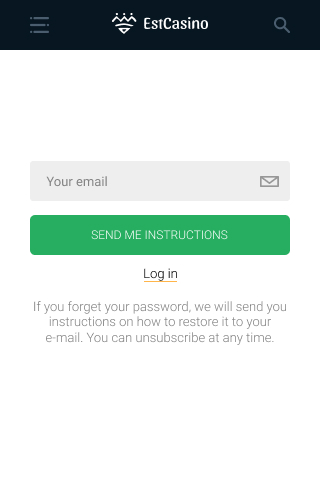 EstCasino
Your email
SEND ME INSTRUCTIONS
Log in
If you forget your password, we will send you
instructions on how to restore it to your
e-mail. You can unsubscribe at any time.